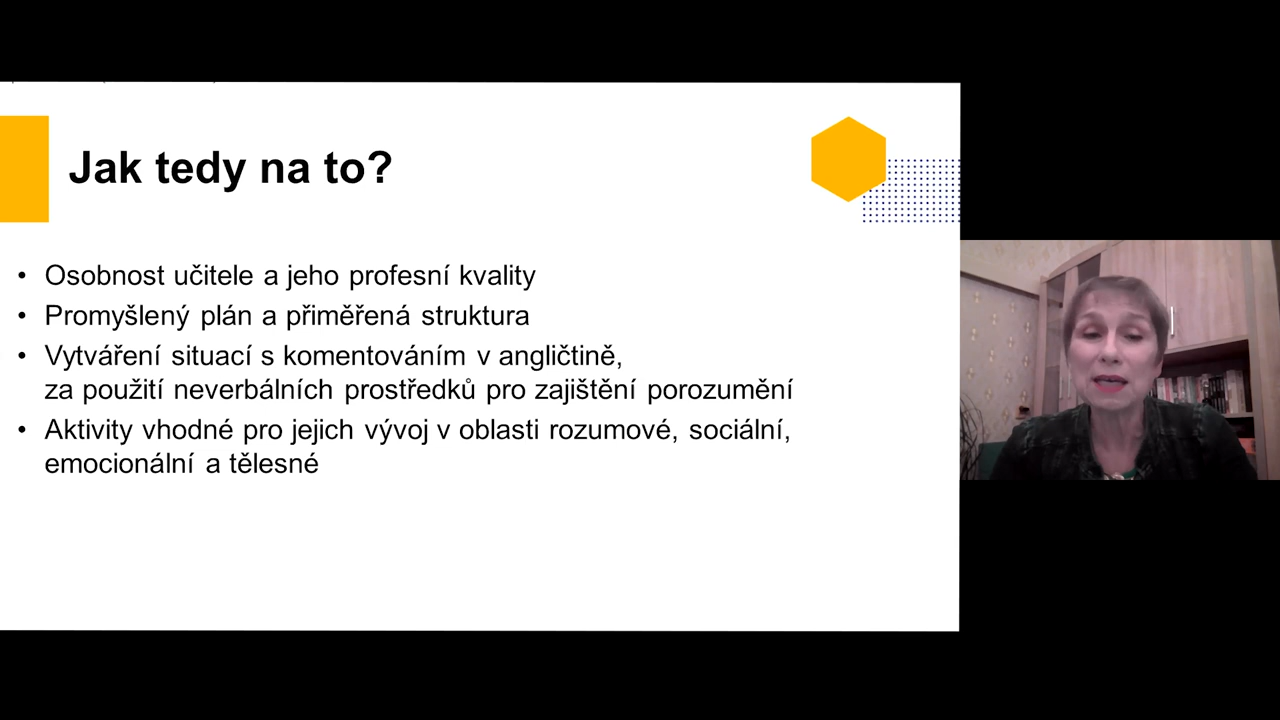 Jak tedy na to?
• Osobnost učitele a jeho profesní kvality
• Promyšlený plán a přiměřená struktura
• Vytváření situací s komentováním v angličtině,
za použití neverbálních prostředků pro zajištění porozumění
• Aktivity vhodné pro jejich vývoj v oblasti rozumové, sociální,
emocionální a tělesné